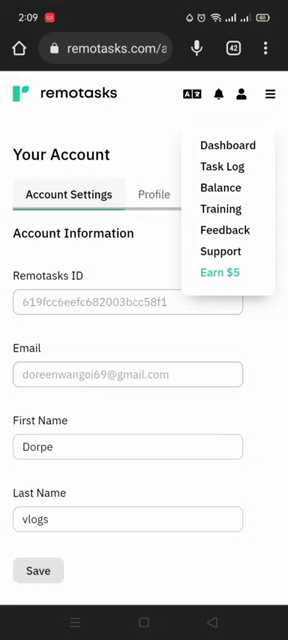 2:09
48
remotasks.com/a
42
remotasks
Your Account
Dashboard
Task Log
Balance
Training
Feedback
Support
Earn $5
Account Settings
Profile
Account Information
Remotasks ID
619fcc6eefc682003bcc58f1
Email
doreenwangoi69@gmail.com
First Name
Dorpe
Last Name
vlogs
Save